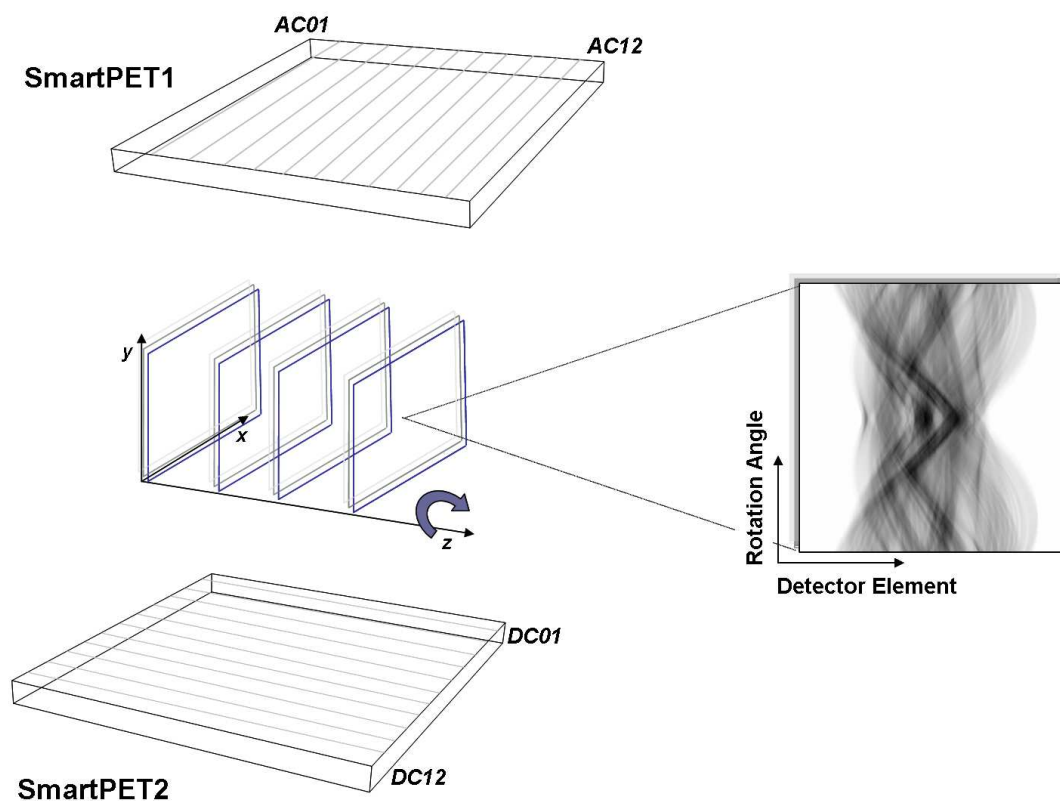 AC01
AC12
SmartPET1
y
x
z
Rotation Angle
Detector Element
DC01
DC12
SmartPET2